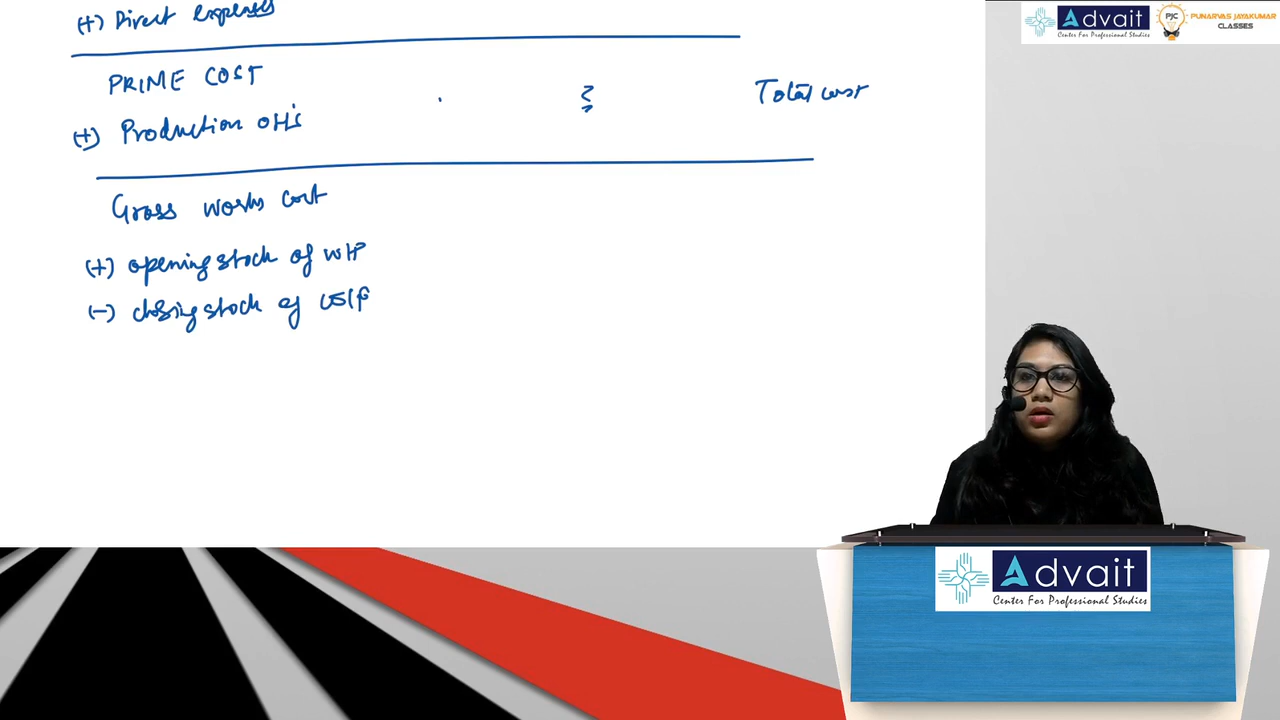 (+) Direct expenses
PRIME COST
Total cost
(+) Production OH's
Gross works cost
(+) opening stock of WIP
(-) closing stock of WIP
Advait
Center For Professional Studies
PJC
PUNARVAS JAYAKUMAR
CLASSES
Advait
Center For Professional Studies